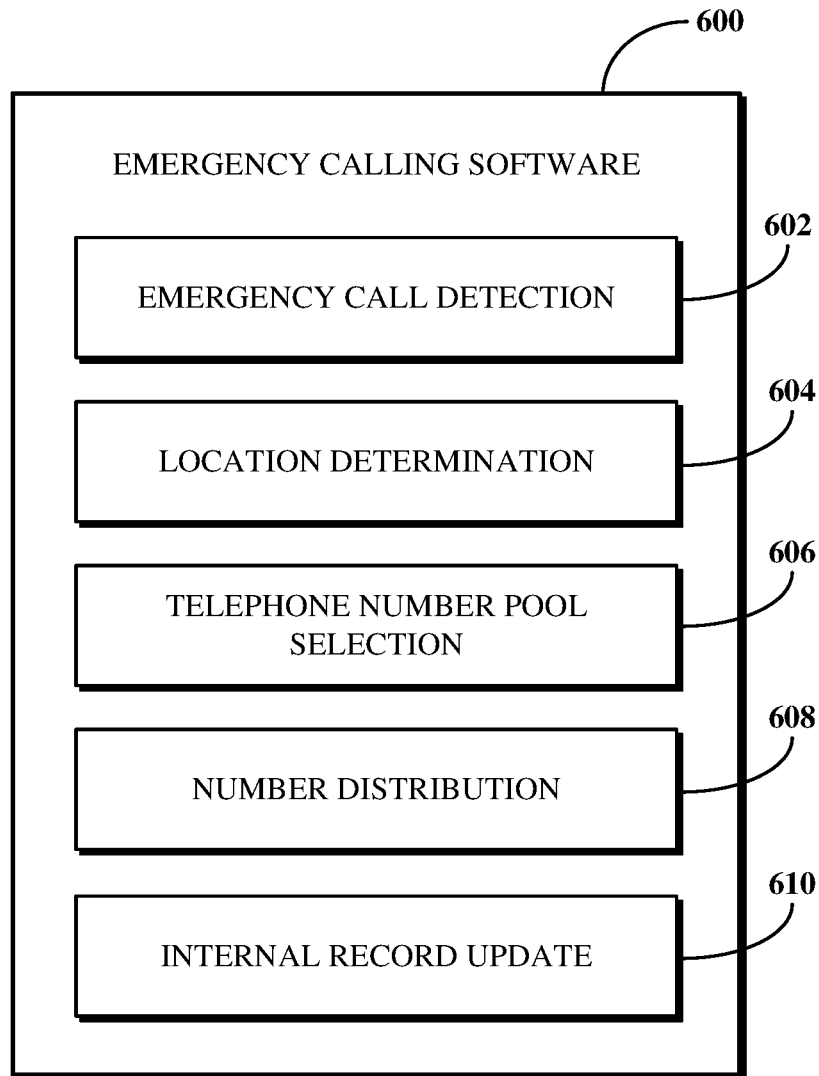 600
EMERGENCY CALLING SOFTWARE
602
EMERGENCY CALL DETECTION
604
LOCATION DETERMINATION
606
TELEPHONE NUMBER POOL
SELECTION
608
NUMBER DISTRIBUTION
610
INTERNAL RECORD UPDATE